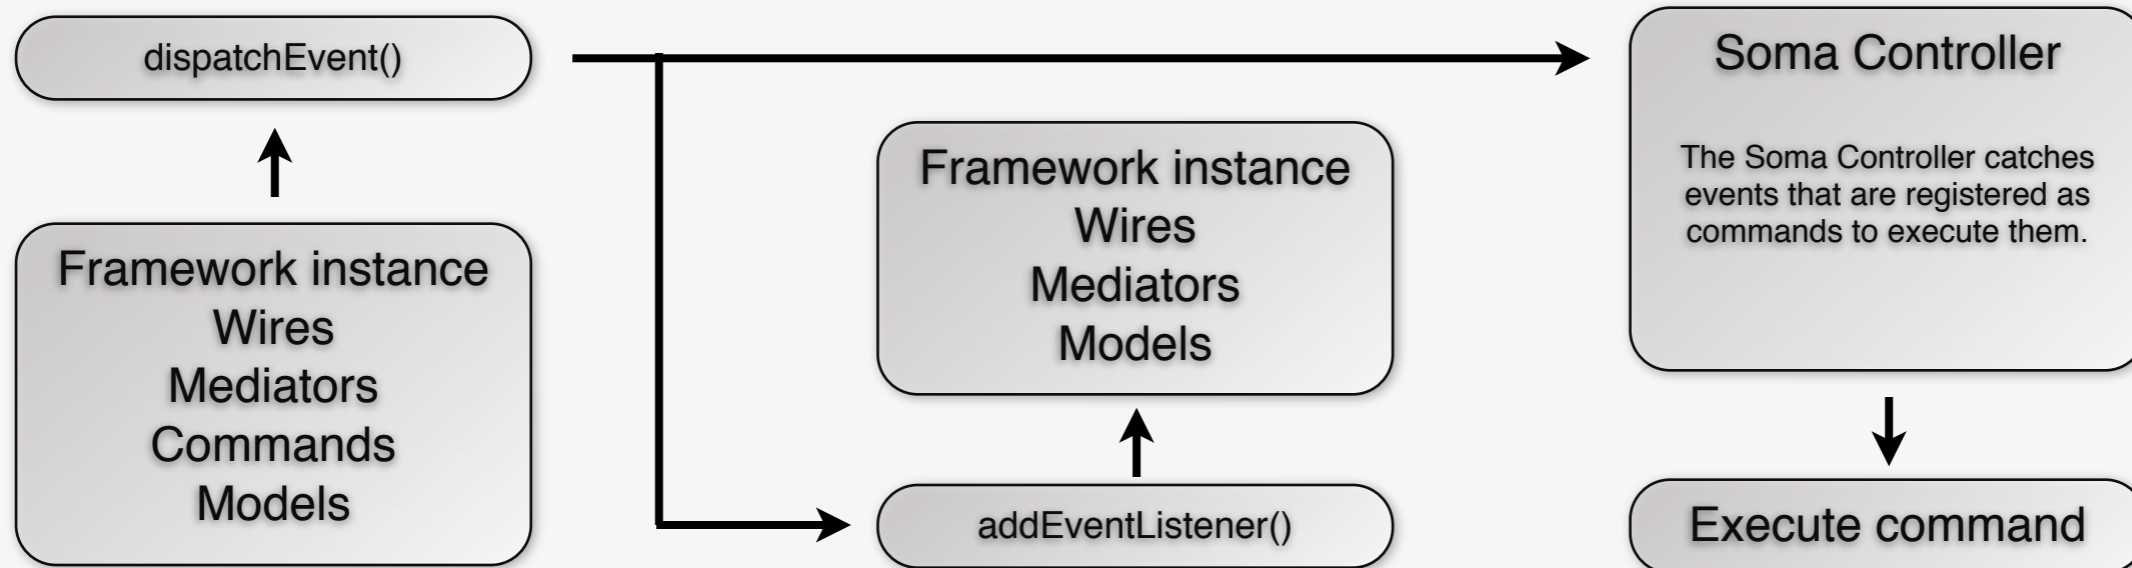 dispatchEvent()
Framework instance
Wires
Mediators
Commands
Models
Framework instance
Wires
Mediators
Models
addEventListener()
Soma Controller
The Soma Controller catches
events that are registered as
commands to execute them.
Execute command